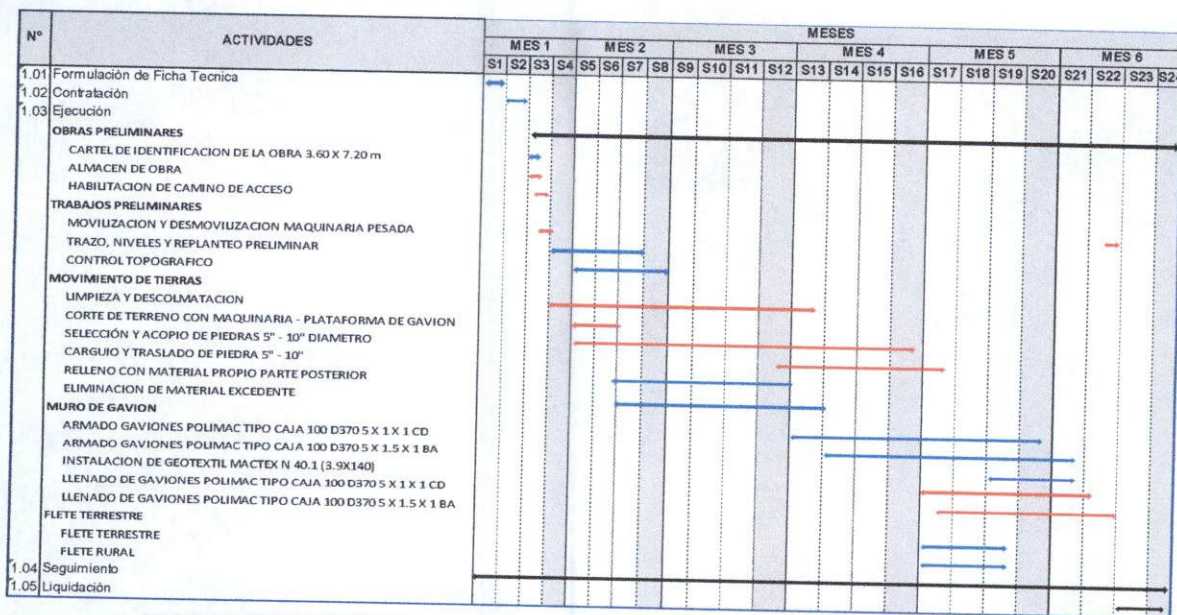 N° ACTIVIDADES MESES
MES 1 MES 2 MES 3 MES 4 MES 5 MES 6
S1 S2 S3 S4 S5 S6 S7 S8 S9 S10 S11 S12 S13 S14 S15 S16 S17 S18 S19 S20 S21 S22 S23 S24
1.01 Formulación de Ficha Tecnica
1.02 Contratación
1.03 Ejecución
OBRAS PRELIMINARES
CARTEL DE IDENTIFICACION DE LA OBRA 3.60 X 7.20 m
ALMACEN DE OBRA
HABILITACION DE CAMINO DE ACCESO
TRABAJOS PRELIMINARES
MOVILIZACION Y DESMOVILIZACION MAQUINARIA PESADA
TRAZO, NIVELES Y REPLANTEO PRELIMINAR
CONTROL TOPOGRAFICO
MOVIMIENTO DE TIERRAS
LIMPIEZA Y DESCOLMATACION
CORTE DE TERRENO CON MAQUINARIA - PLATAFORMA DE GAVION
SELECCIÓN Y ACOPIO DE PIEDRAS 5" - 10" DIAMETRO
CARGUIO Y TRASLADO DE PIEDRA 5" - 10"
RELLENO CON MATERIAL PROPIO PARTE POSTERIOR
ELIMINACION DE MATERIAL EXCEDENTE
MURO DE GAVION
ARMADO GAVIONES POLIMAC TIPO CAJA 100 D370 5 X 1 X 1 CD
ARMADO GAVIONES POLIMAC TIPO CAJA 100 D370 5 X 1.5 X 1 BA
INSTALACION DE GEOTEXTIL MACTEX N 40.1 (3.9X140)
LLENADO DE GAVIONES POLIMAC TIPO CAJA 100 D370 5 X 1 X 1 CD
LLENADO DE GAVIONES POLIMAC TIPO CAJA 100 D370 5 X 1.5 X 1 BA
FLETE TERRESTRE
FLETE TERRESTRE
FLETE RURAL
1.04 Seguimiento
1.05 Liquidación